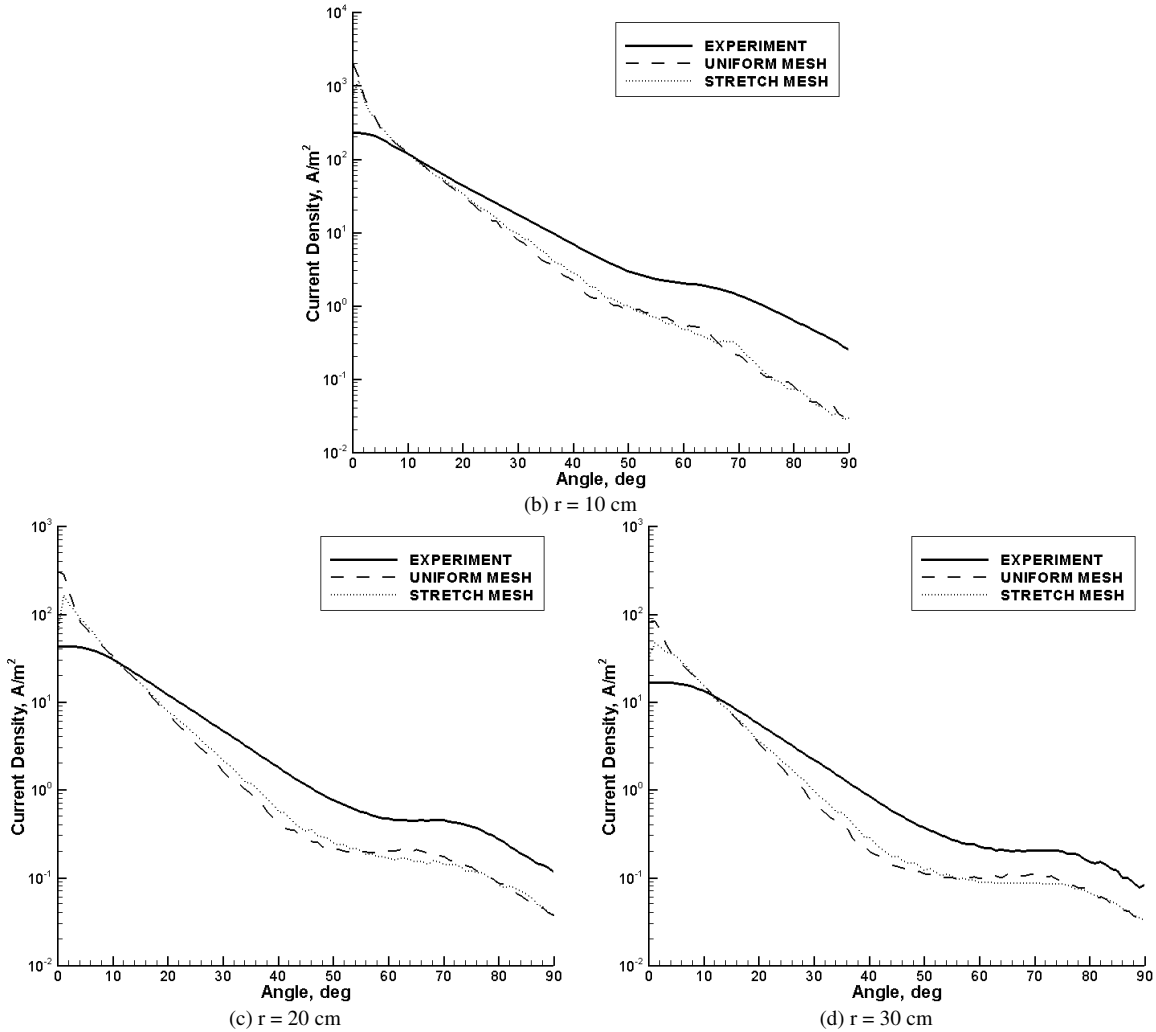 10^4
10^3
10^2
10^1
10^0
10^-1
10^-2
Current Density, A/m^2
EXPERIMENT
UNIFORM MESH
STRETCH MESH
0 10 20 30 40 50 60 70 80 90
Angle, deg
(b) r = 10 cm
10^3
10^2
10^1
10^0
10^-1
10^-2
Current Density, A/m^2
EXPERIMENT
UNIFORM MESH
STRETCH MESH
0 10 20 30 40 50 60 70 80 90
Angle, deg
(c) r = 20 cm
10^3
10^2
10^1
10^0
10^-1
10^-2
Current Density, A/m^2
EXPERIMENT
UNIFORM MESH
STRETCH MESH
0 10 20 30 40 50 60 70 80 90
Angle, deg
(d) r = 30 cm